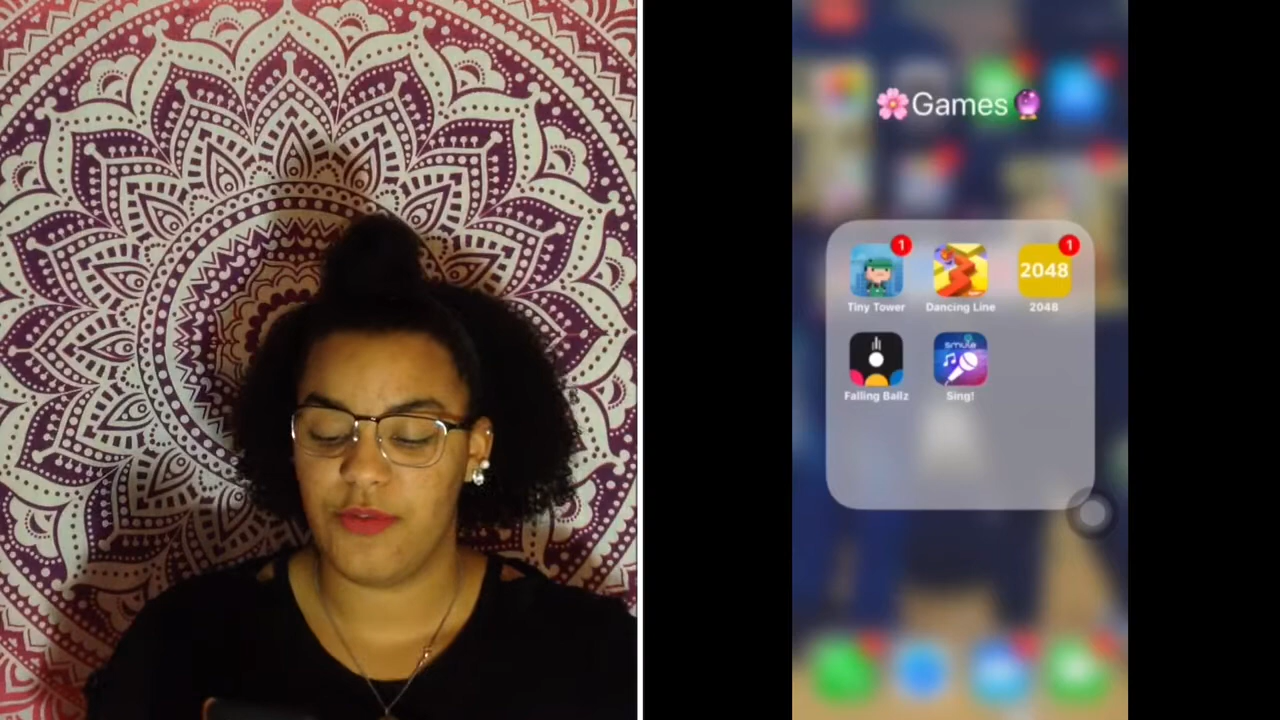 🌸Games🔮
1
1
2048
Tiny Tower
Dancing Line
2048
smule
Falling Ballz
Sing!